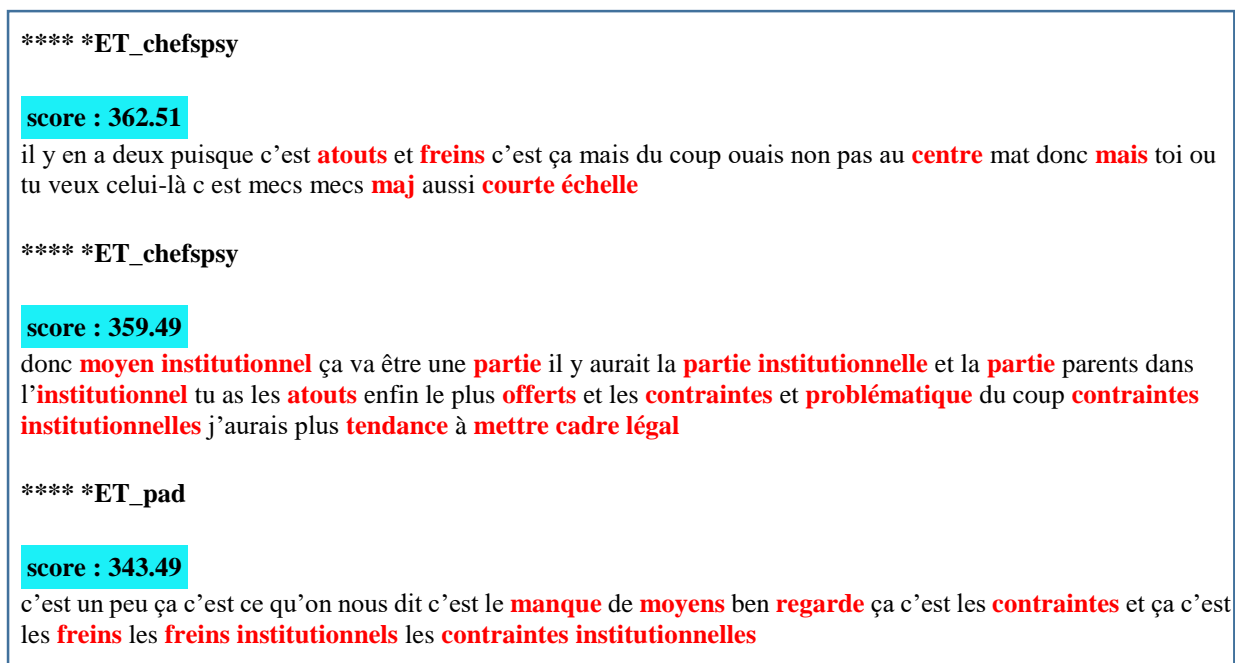 **** *ET_chefspsy
score : 362.51
il y en a deux puisque c’est atouts et freins c’est ça mais du coup ouais non pas au centre mat donc mais toi ou
tu veux celui-là c est mecs mecs maj aussi courte échelle
**** *ET_chefspsy
score : 359.49
donc moyen institutionnel ça va être une partie il y aurait la partie institutionnelle et la partie parents dans
l’institutionnel tu as les atouts enfin le plus offerts et les contraintes et problématique du coup contraintes
institutionnelles j’aurais plus tendance à mettre cadre légal
**** *ET_pad
score : 343.49
c’est un peu ça c’est ce qu’on nous dit c’est le manque de moyens ben regarde ça c’est les contraintes et ça c’est
les freins les freins institutionnels les contraintes institutionnelles